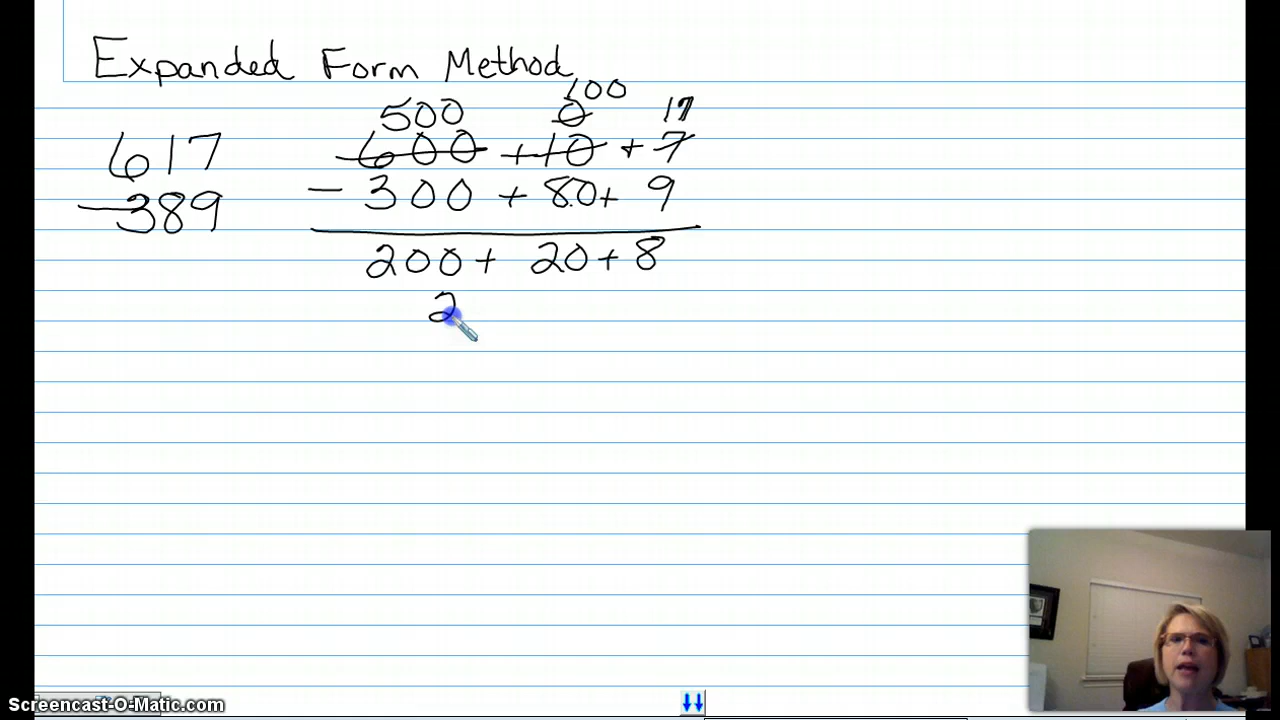 Expanded Form Method
100
500 0 17
617 600 + 10 + 7
- 389 - 300 + 80 + 9
200 + 20 + 8
2
Screencast-O-Matic.com